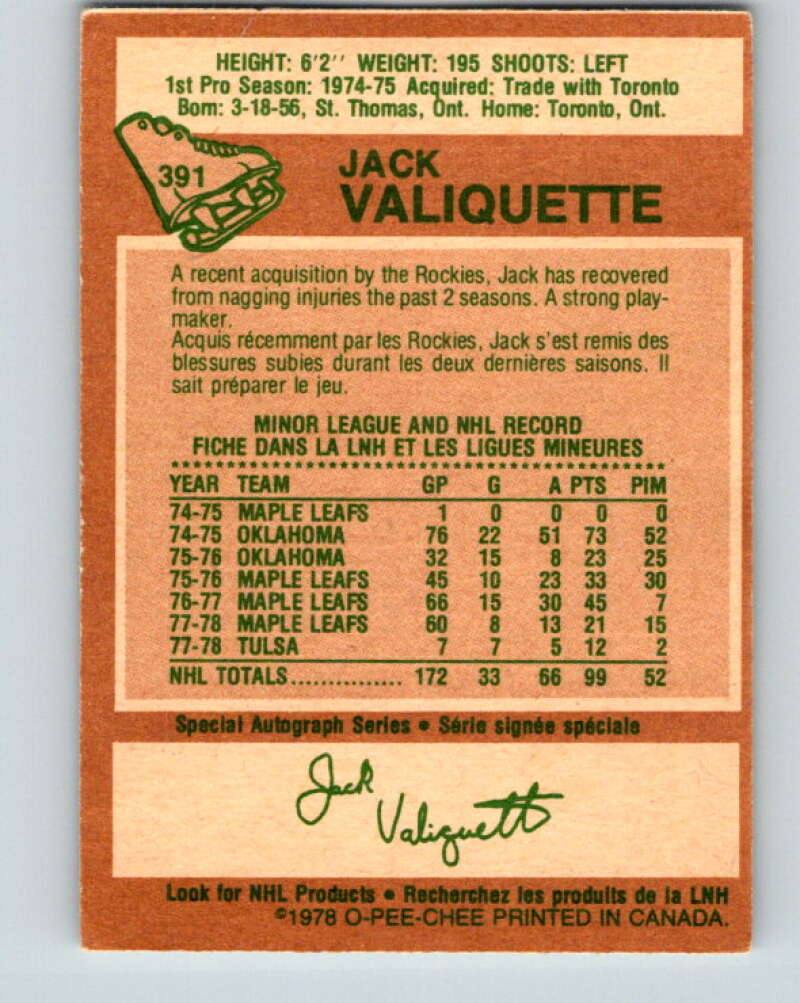 HEIGHT: 6'2'' WEIGHT: 195 SHOOTS: LEFT
1st Pro Season: 1974-75 Acquired: Trade with Toronto
Born: 3-18-56, St. Thomas, Ont. Home: Toronto, Ont.
391
JACK
VALIQUETTE
A recent acquisition by the Rockies, Jack has recovered
from nagging injuries the past 2 seasons. A strong play-
maker.
Acquis récemment par les Rockies, Jack s'est remis des
blessures subies durant les deux dernières saisons. Il
sait préparer le jeu.
MINOR LEAGUE AND NHL RECORD
FICHE DANS LA LNH ET LES LIGUES MINEURES
YEAR TEAM GP G A PTS PIM
74-75 MAPLE LEAFS 1 0 0 0 0
74-75 OKLAHOMA 76 22 51 73 52
75-76 OKLAHOMA 32 15 8 23 25
75-76 MAPLE LEAFS 45 10 23 33 30
76-77 MAPLE LEAFS 66 15 30 45 7
77-78 MAPLE LEAFS 60 8 13 21 15
77-78 TULSA 7 7 5 12 2
NHL TOTALS............... 172 33 66 99 52
Special Autograph Series • Série signée spéciale
Jack
Valiquette
Look for NHL Products • Recherchez les produits de la LNH
©1978 O-PEE-CHEE PRINTED IN CANADA.